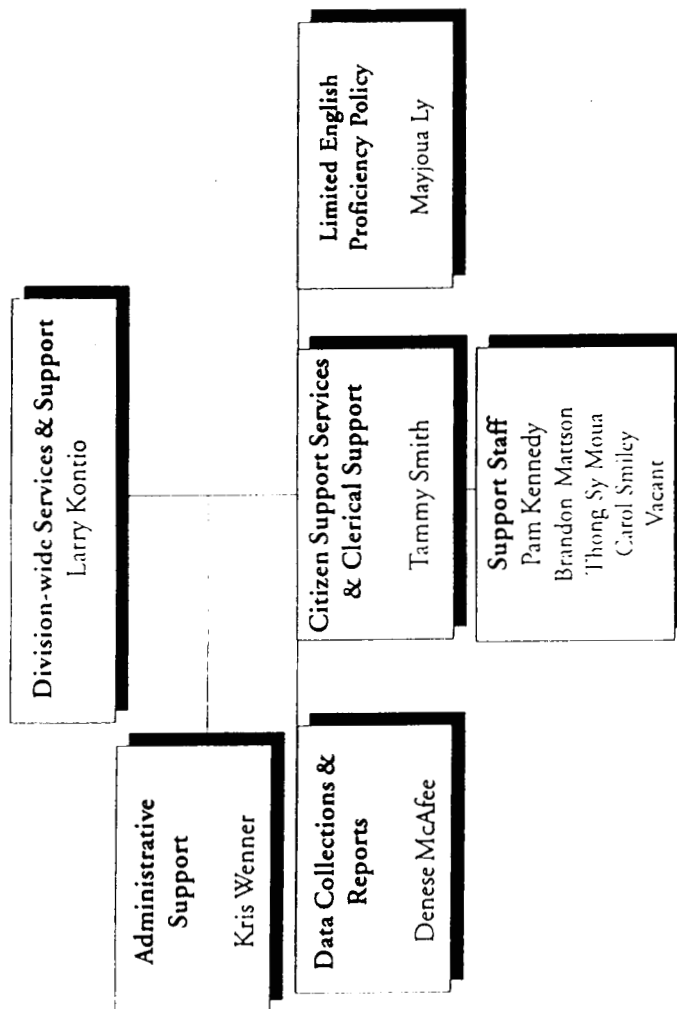 Division-wide Services & Support
Larry Kontio
Administrative
Support
Kris Wenner
Data Collections &
Reports
Denese McAfee
Citizen Support Services
& Clerical Support
Tammy Smith
Limited English
Proficiency Policy
Mayjoua Ly
Support Staff
Pam Kennedy
Brandon Mattson
Thong Sy Moua
Carol Smiley
Vacant